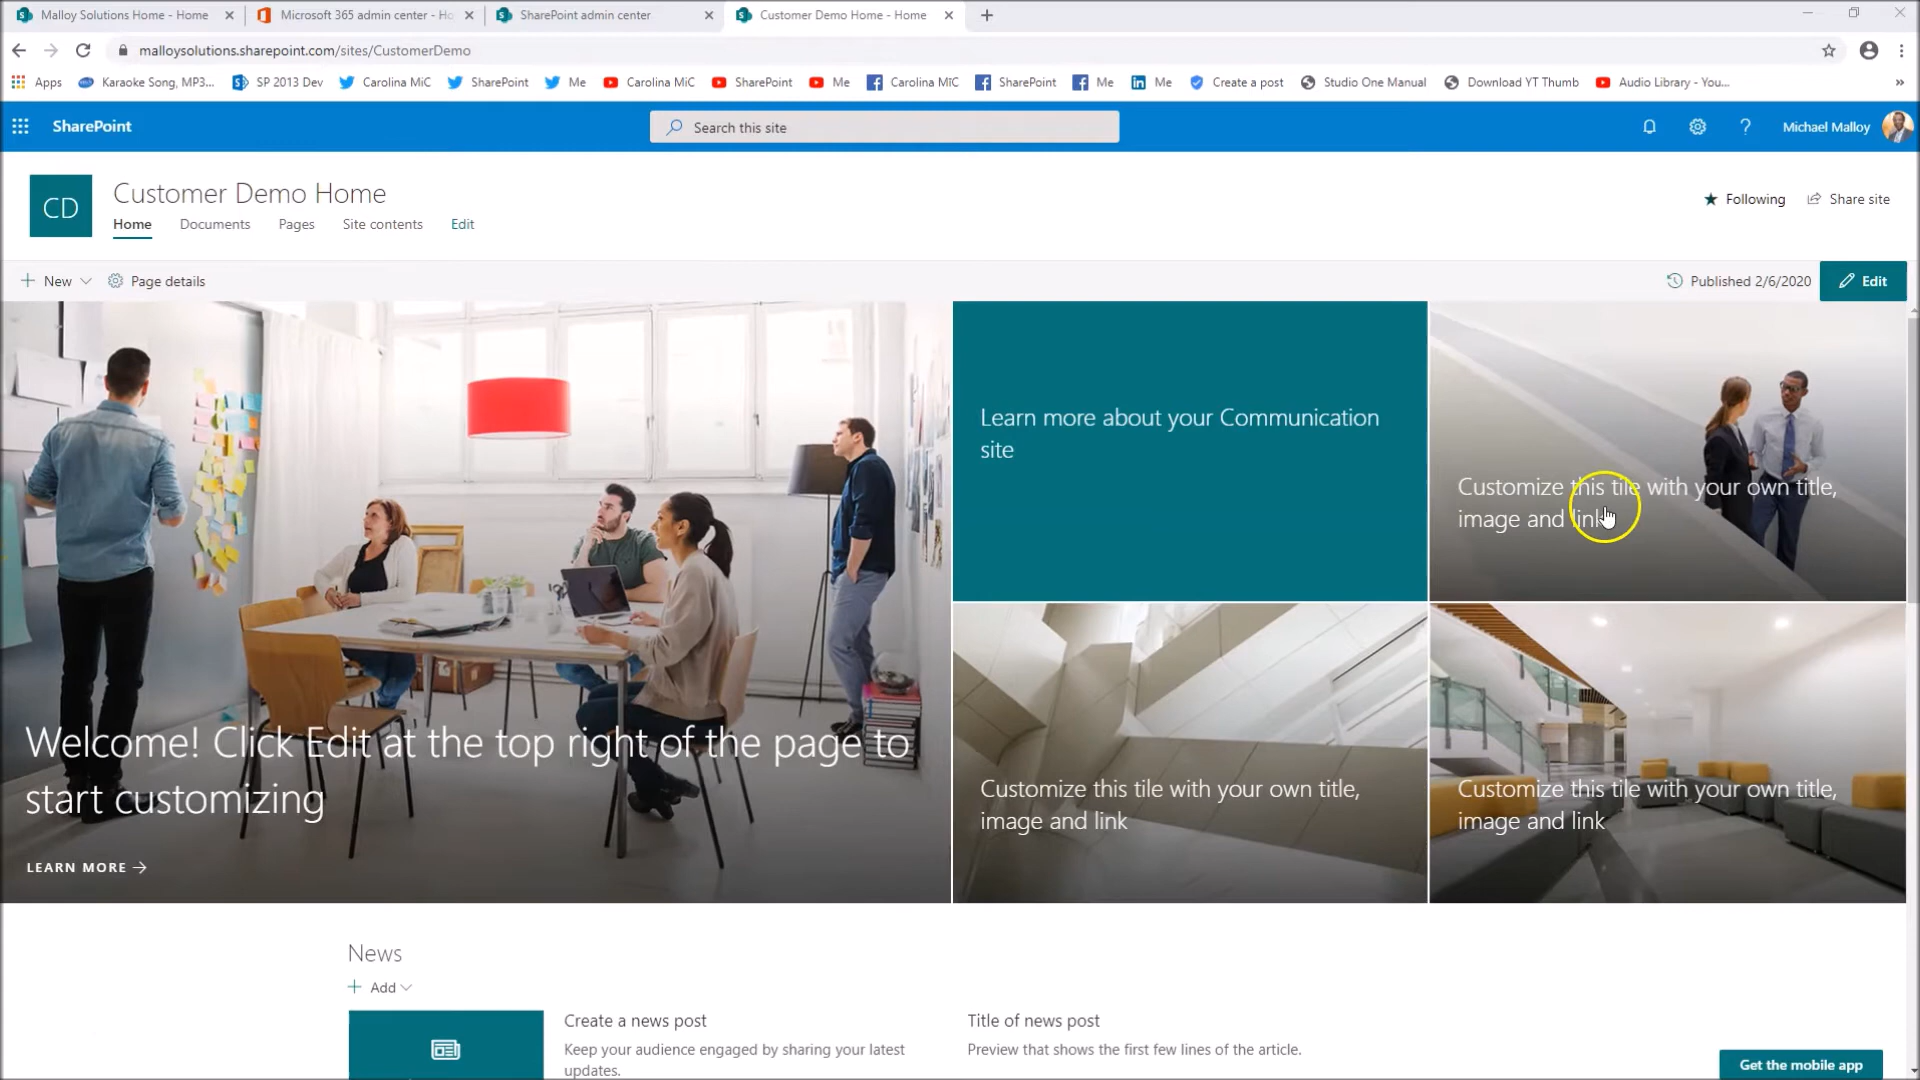 Malloy Solutions Home - Home
Microsoft 365 admin center - Ho
SharePoint admin center
Customer Demo Home - Home
malloysolutions.sharepoint.com/sites/CustomerDemo
Apps
Karaoke Song, MP3...
SP 2013 Dev
Carolina MiC
SharePoint
Me
Carolina MiC
SharePoint
Me
Carolina MiC
SharePoint
Me
Me
Create a post
Studio One Manual
Download YT Thumb
Audio Library - You...
SharePoint
Search this site
Michael Malloy
CD
Customer Demo Home
Home
Documents
Pages
Site contents
Edit
Following
Share site
New
Page details
Published 2/6/2020
Edit
Welcome! Click Edit at the top right of the page to
start customizing
LEARN MORE
Learn more about your Communication
site
Customize this tile with your own title,
image and link
Customize this tile with your own title,
image and link
Customize this tile with your own title,
image and link
News
Add
Create a news post
Keep your audience engaged by sharing your latest
updates.
Title of news post
Preview that shows the first few lines of the article.
Get the mobile app